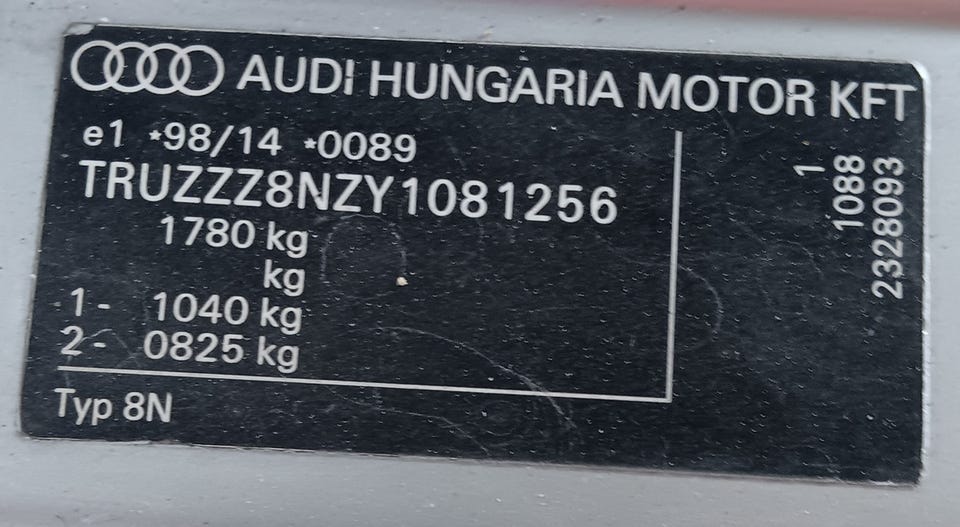 AUDI HUNGARIA MOTOR KFT
e1 *98/14 *0089
TRUZZZ8NZY1081256
1780 kg
kg
1- 1040 kg
2- 0825 kg
Typ 8N
1
1088
2328093